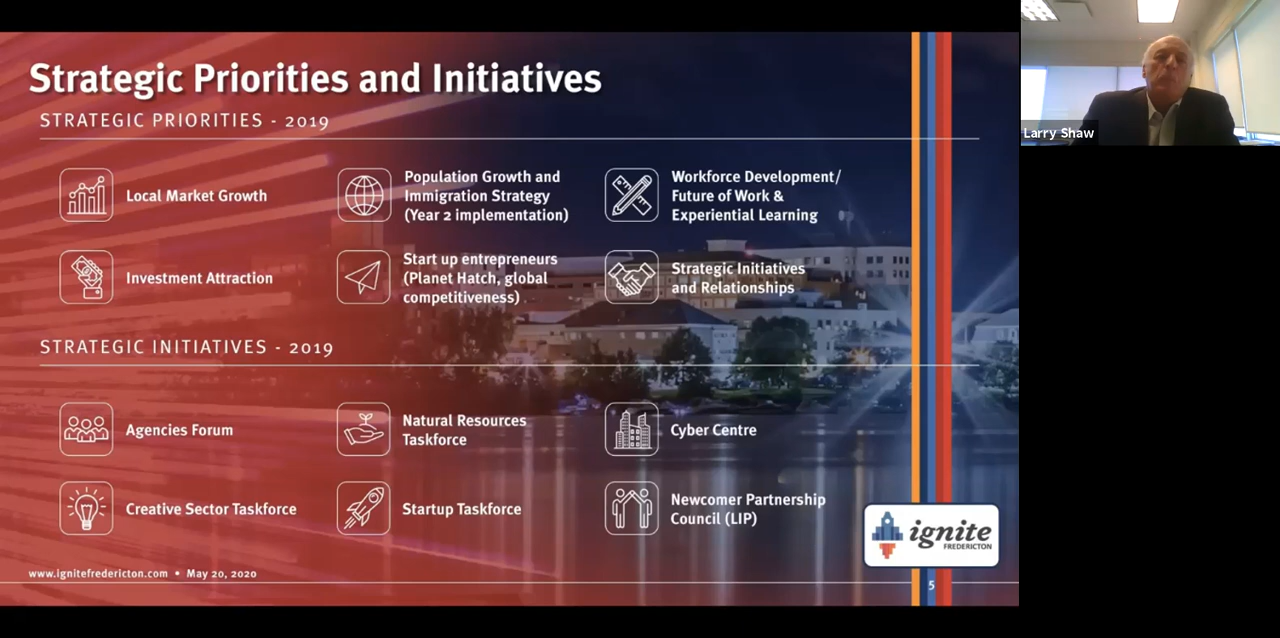 Strategic Priorities and Initiatives
STRATEGIC PRIORITIES - 2019
Local Market Growth
Population Growth and
Immigration Strategy
(Year 2 implementation)
Workforce Development/
Future of Work &
Experiential Learning
Investment Attraction
Start up entrepreneurs
(Planet Hatch, global
competitiveness)
Strategic Initiatives
and Relationships
STRATEGIC INITIATIVES - 2019
Agencies Forum
Natural Resources
Taskforce
Cyber Centre
Creative Sector Taskforce
Startup Taskforce
Newcomer Partnership
Council (LIP)
ignite
FREDERICTON
www.ignitefredericton.com • May 20, 2020
5
Larry Shaw